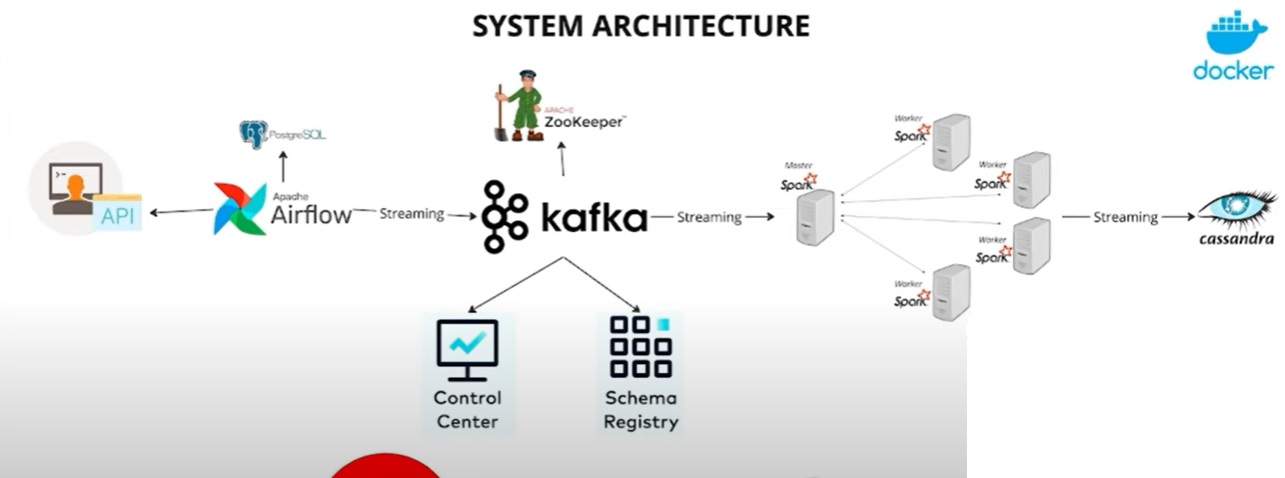 SYSTEM ARCHITECTURE
docker
PostgreSQL
APACHE
ZooKeeper™
API
Apache
Airflow
Streaming
kafka
Streaming
Master
Spark
Worker
Spark
Worker
Spark
Worker
Spark
Worker
Spark
Streaming
cassandra
Control
Center
Schema
Registry